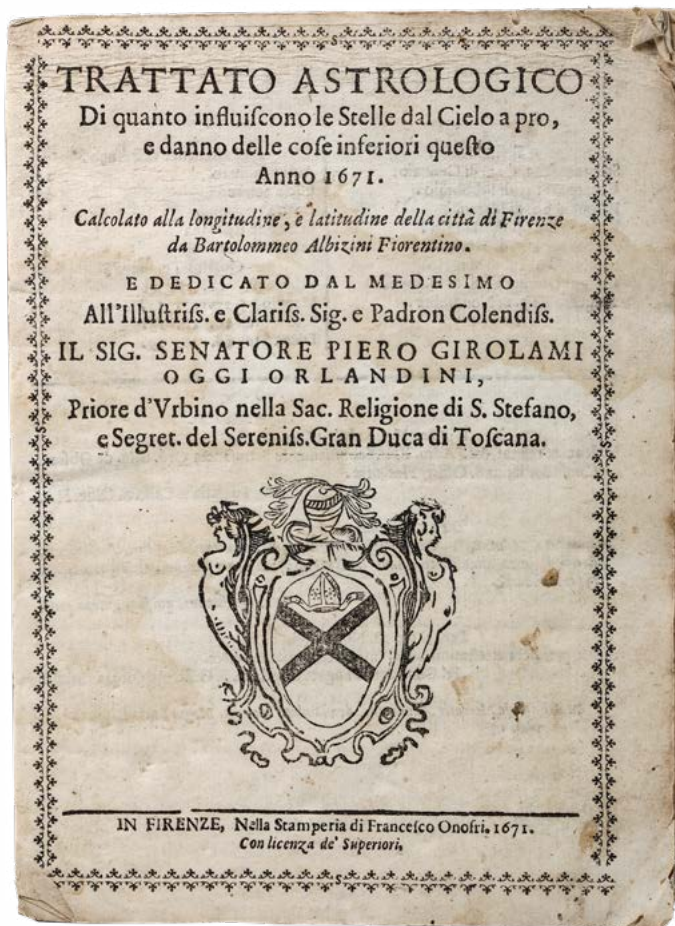 TRATTATO ASTROLOGICO
Di quanto influiſcono le Stelle dal Cielo a pro,
e danno delle coſe inferiori queſto
Anno 1671.
Calcolato alla longitudine, e latitudine della città di Firenze
da Bartolommeo Albizini Fiorentino.
E DEDICATO DAL MEDESIMO
All'Illuſtriſs. e Clariſs. Sig. e Padron Colendiſs.
IL SIG. SENATORE PIERO GIROLAMI
OGGI ORLANDINI,
Priore d'Vrbino nella Sac. Religione di S. Stefano,
e Segret. del Sereniſs. Gran Duca di Toſcana.
IN FIRENZE, Nella Stamperia di Franceſco Onofri. 1671.
Con licenza de' Superiori.